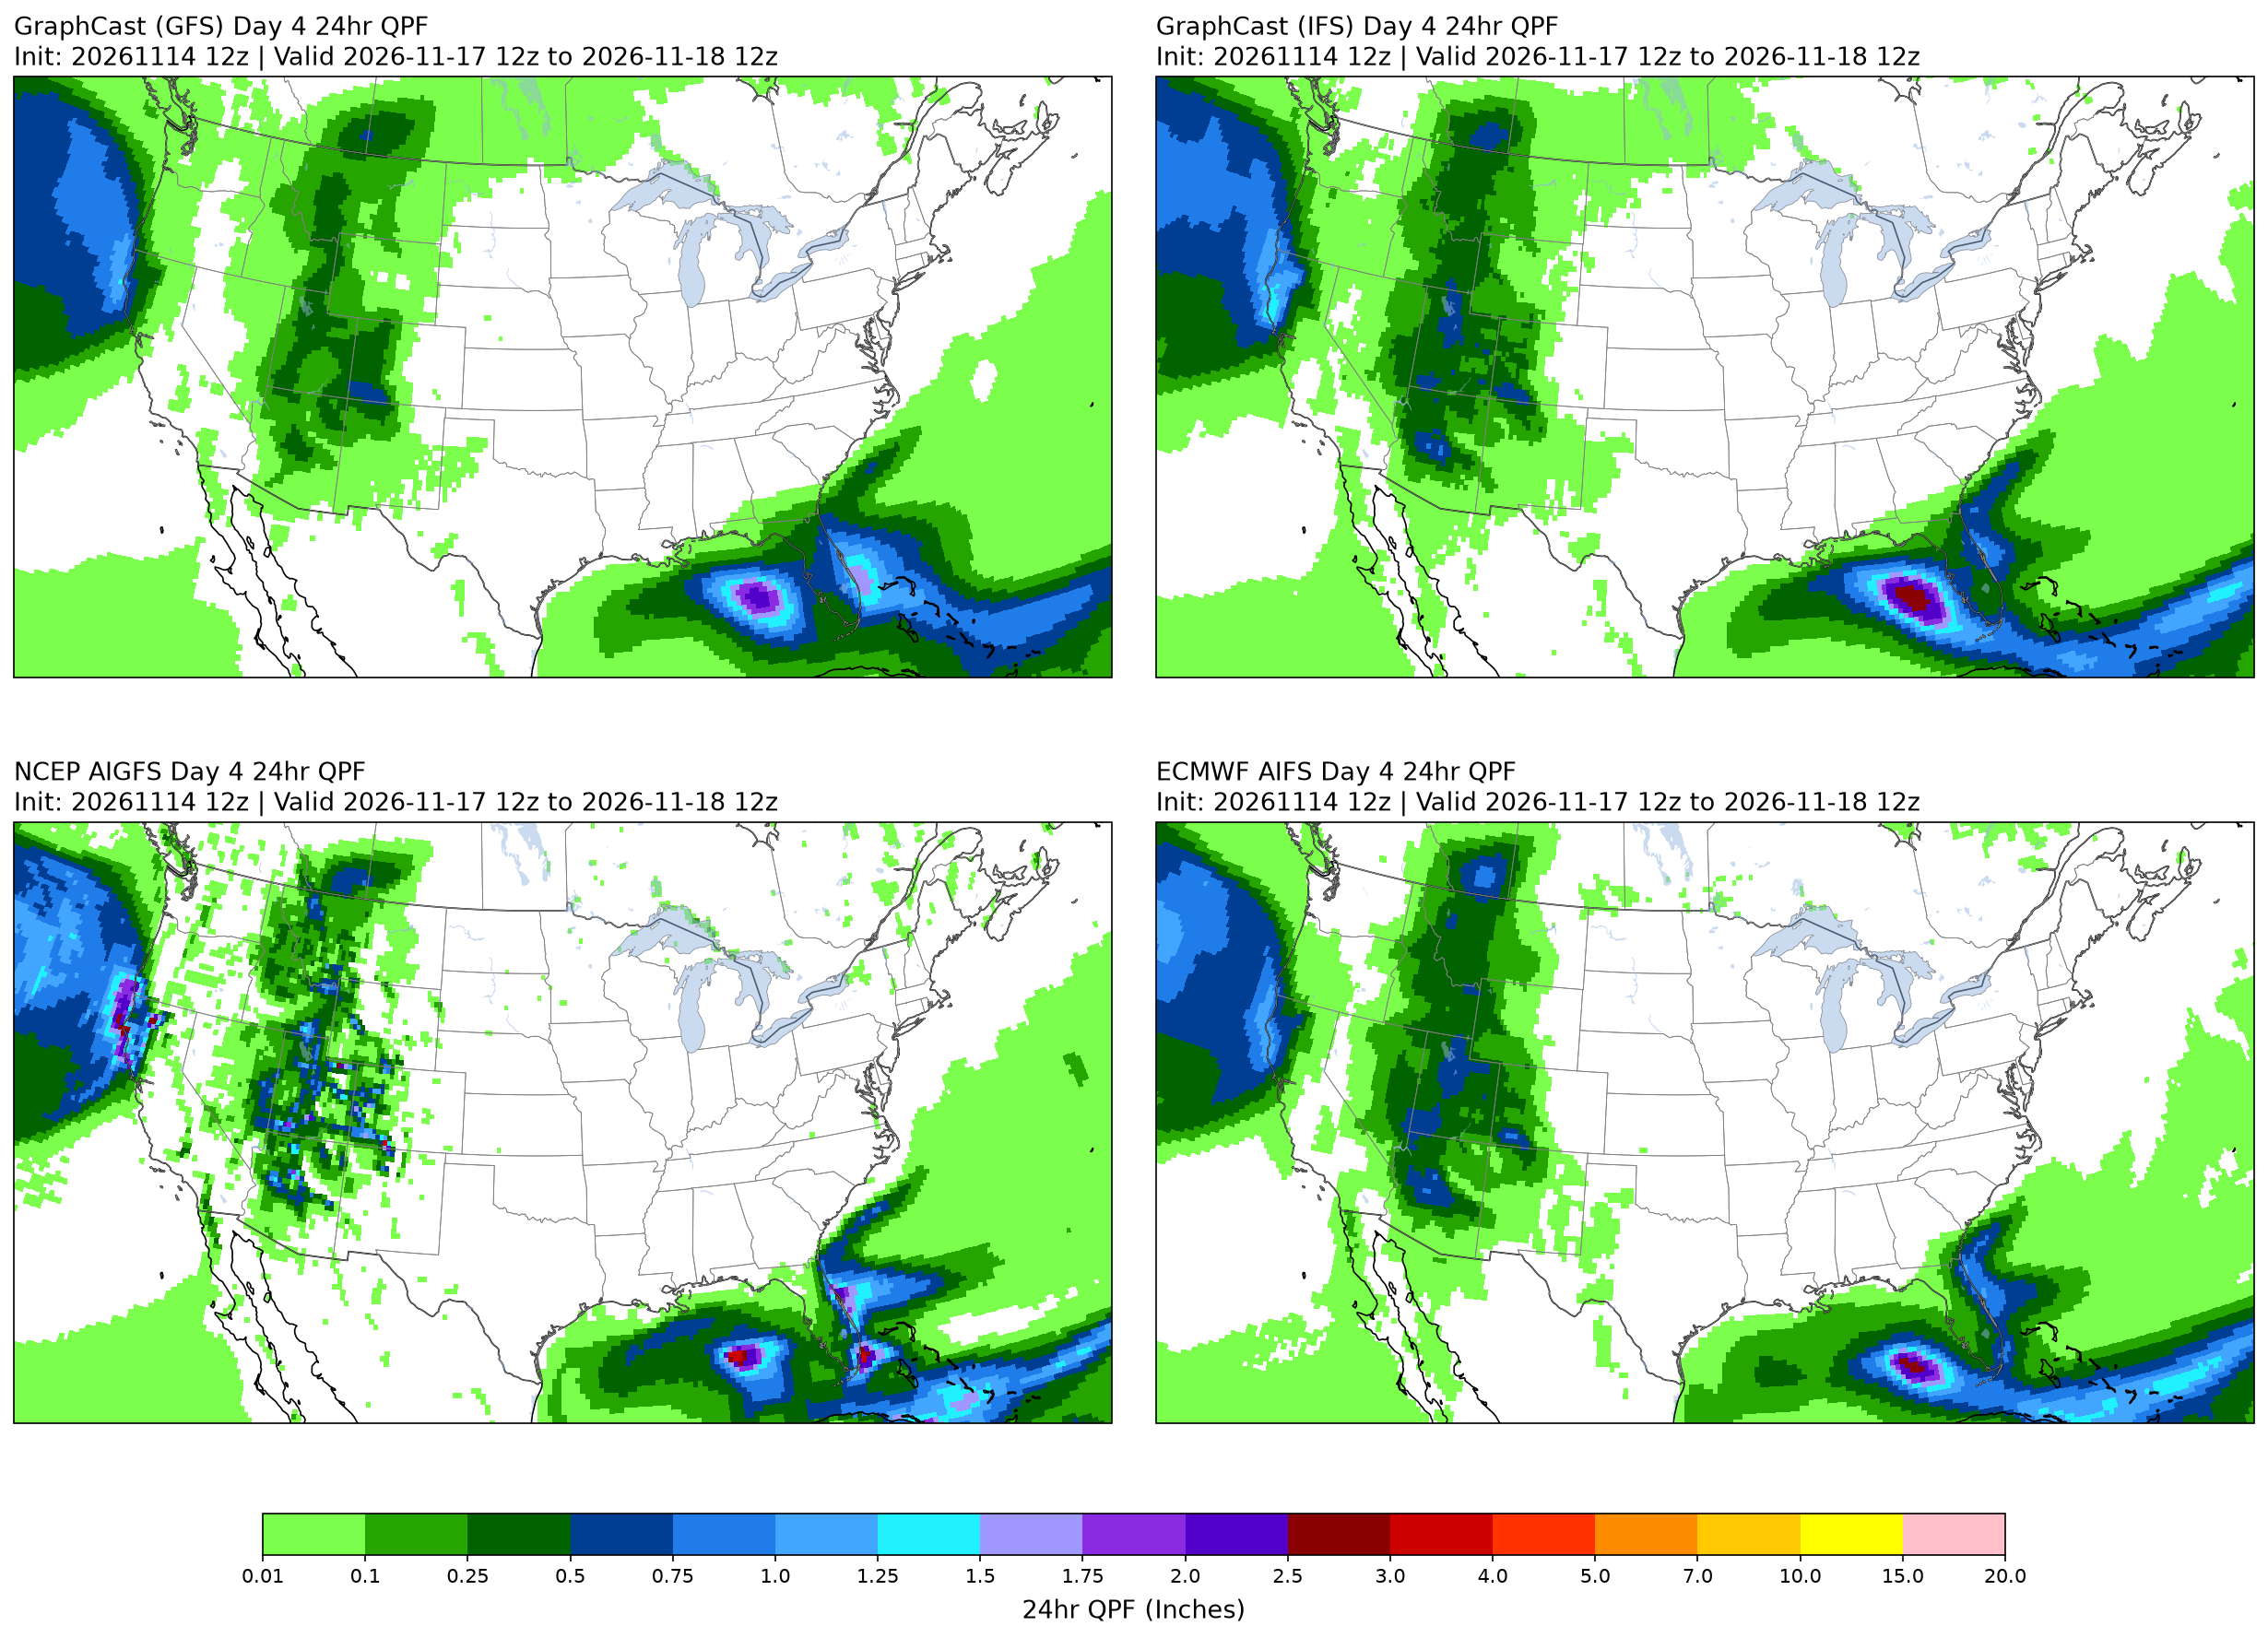 GraphCast (GFS) Day 4 24hr QPF
Init: 20261114 12z | Valid 2026-11-17 12z to 2026-11-18 12z
GraphCast (IFS) Day 4 24hr QPF
Init: 20261114 12z | Valid 2026-11-17 12z to 2026-11-18 12z
NCEP AIGFS Day 4 24hr QPF
Init: 20261114 12z | Valid 2026-11-17 12z to 2026-11-18 12z
ECMWF AIFS Day 4 24hr QPF
Init: 20261114 12z | Valid 2026-11-17 12z to 2026-11-18 12z
0.01 0.1 0.25 0.5 0.75 1.0 1.25 1.5 1.75 2.0 2.5 3.0 4.0 5.0 7.0 10.0 15.0 20.0
24hr QPF (Inches)